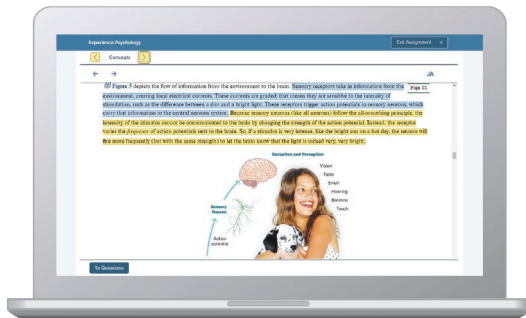 Experience Psychology
Exit Assignment ×
Concepts
Figure 3 depicts the flow of information from the environment to the brain. Sensory receptors take in information from the
Page 81
environment, creating local electrical currents. These currents are graded; that means they are sensitive to the intensity of
stimulation, such as the difference between a dim and a bright light. These receptors trigger action potentials in sensory neurons, which
carry that information to the central nervous system. Because sensory neurons (like all neurons) follow the all-or-nothing principle, the
intensity of the stimulus cannot be communicated to the brain by changing the strength of the action potential. Instead, the receptor
varies the frequency of action potentials sent to the brain. So, if a stimulus is very intense, like the bright sun on a hot day, the neuron will
fire more frequently (but with the same strength) to let the brain know that the light is indeed very, very bright.
Sensation and Perception
Vision
Taste
Smell
Hearing
Balance
Touch
Sensory
Neurons
Action
potential
To Questions